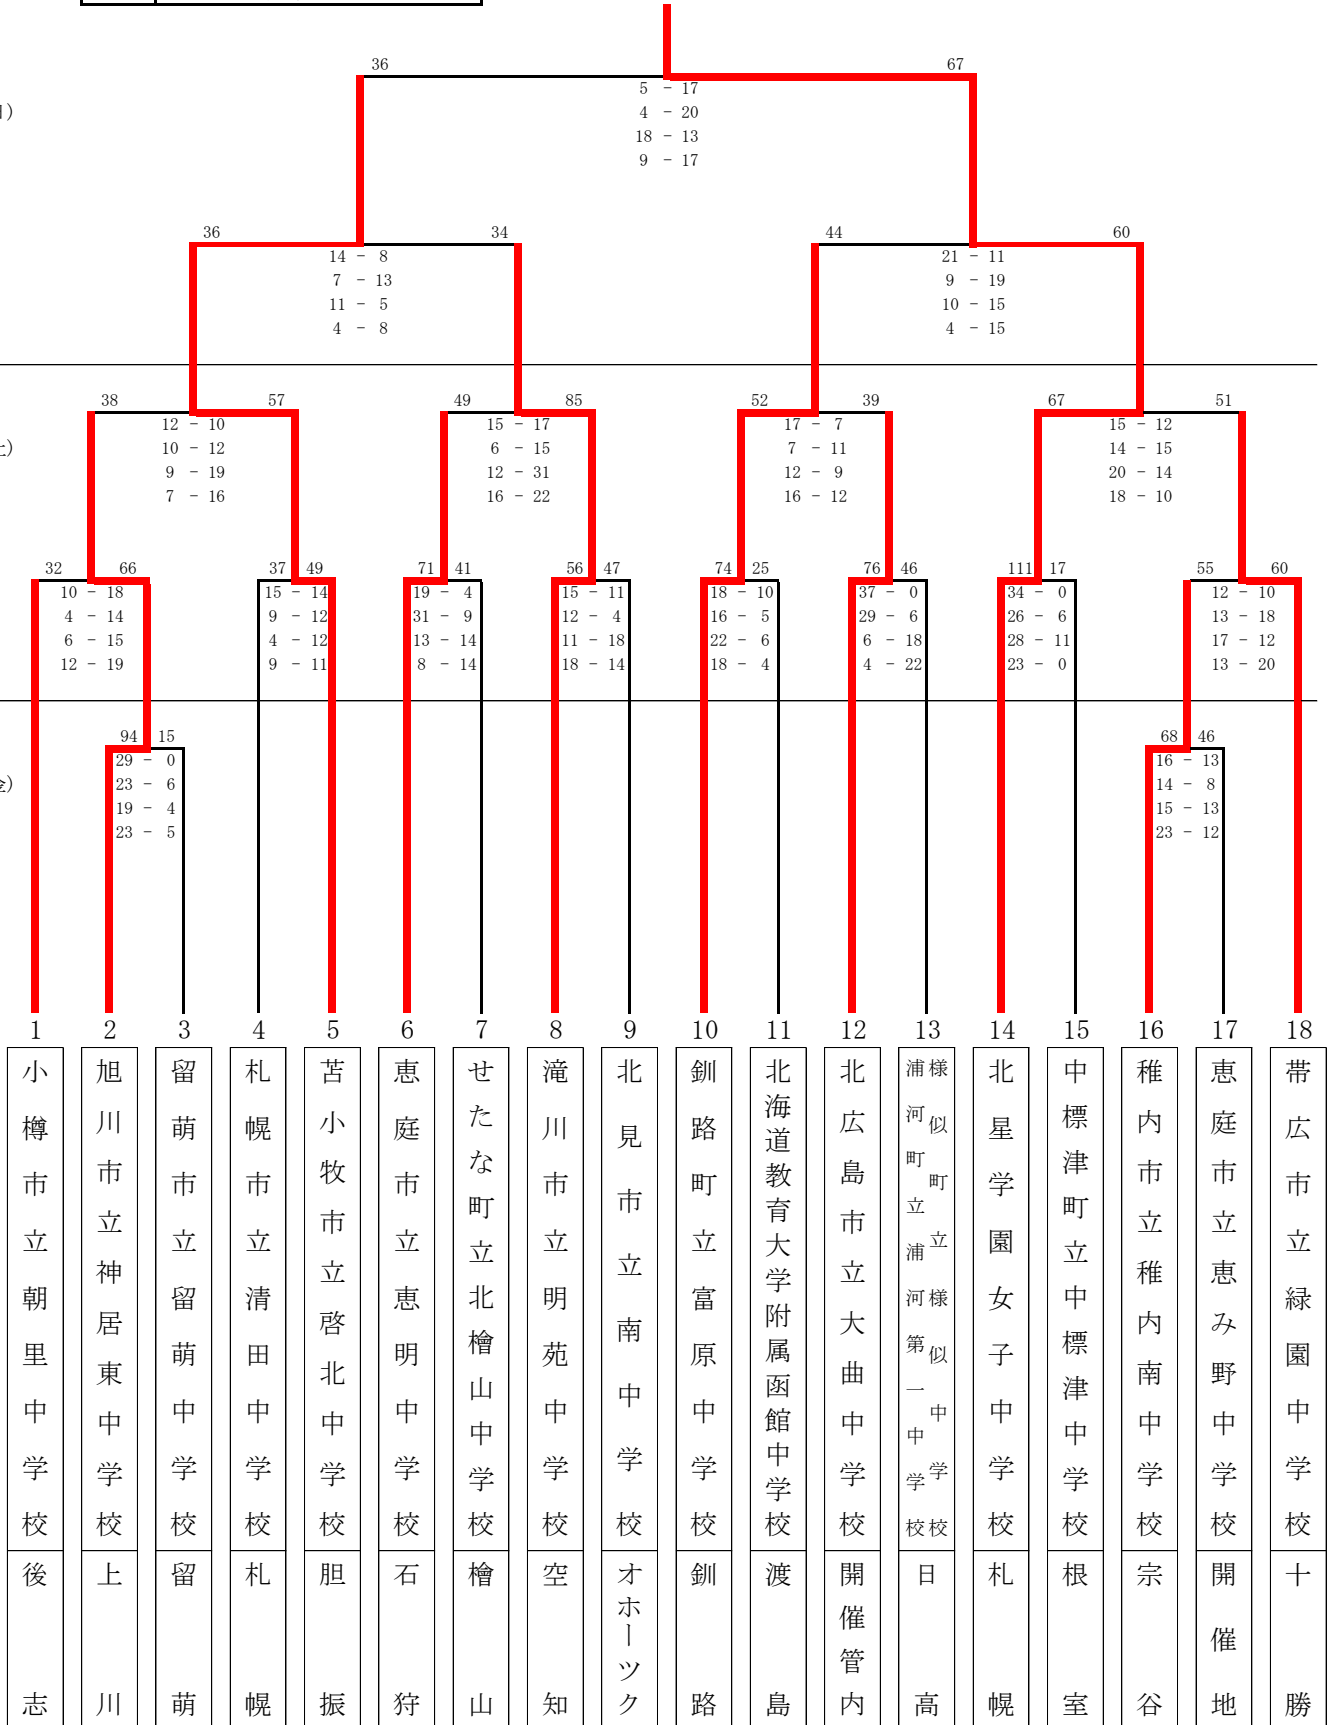 36 67
5 - 17
4 - 20
18 - 13
9 - 17
36 34 44 60
14 - 8 21 - 11
7 - 13 9 - 19
11 - 5 10 - 15
4 - 8 4 - 15
38 57 49 85 52 39 67 51
12 - 10 15 - 17 17 - 7 15 - 12
10 - 12 6 - 15 7 - 11 14 - 15
9 - 19 12 - 31 12 - 9 20 - 14
7 - 16 16 - 22 16 - 12 18 - 10
32 66 37 49 71 41 56 47 74 25 76 46 111 17 55 60
10 - 18 15 - 14 19 - 4 15 - 11 18 - 10 37 - 0 34 - 0 12 - 10
4 - 14 9 - 12 31 - 9 12 - 4 16 - 5 29 - 6 26 - 6 13 - 18
6 - 15 4 - 12 13 - 14 11 - 18 22 - 6 6 - 18 28 - 11 17 - 12
12 - 19 9 - 11 8 - 14 18 - 14 18 - 4 4 - 22 23 - 0 13 - 20
94 15 68 46
29 - 0 16 - 13
23 - 6 14 - 8
19 - 4 15 - 13
23 - 5 23 - 12
1 2 3 4 5 6 7 8 9 10 11 12 13 14 15 16 17 18
小樽市立朝里中学校
旭川市立神居東中学校
留萌市立留萌中学校
札幌市立清田中学校
苫小牧市立啓北中学校
恵庭市立恵明中学校
せたな町立北檜山中学校
滝川市立明苑中学校
北見市立南中学校
釧路町立富原中学校
北海道教育大学附属函館中学校
北広島市立大曲中学校
様似町立様似中学校
浦河町立浦河第一中学校
北星学園女子中学校
中標津町立中標津中学校
稚内市立稚内南中学校
恵庭市立恵み野中学校
帯広市立緑園中学校
後志
上川
留萌
札幌
胆振
石狩
檜山
空知
オホーツク
釧路
渡島
開催管内
日高
札幌
根室
宗谷
開催地
十勝